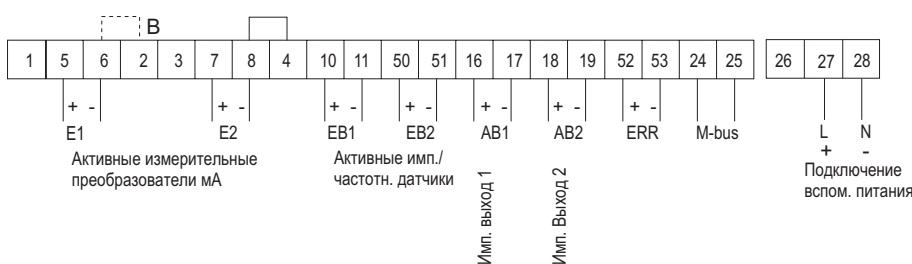 B
1 5 6 2 3 7 8 4 10 11 50 51 16 17 18 19 52 53 24 25 26 27 28
+ - + - + - + - + - + - + -
E1 E2 EB1 EB2 AB1 AB2 ERR M-bus L N
+ -
Активные измерительные
преобразователи мА
Активные имп./
частотн. датчики
Имп. выход 1
Имп. Выход 2
Подключение
вспом. питания